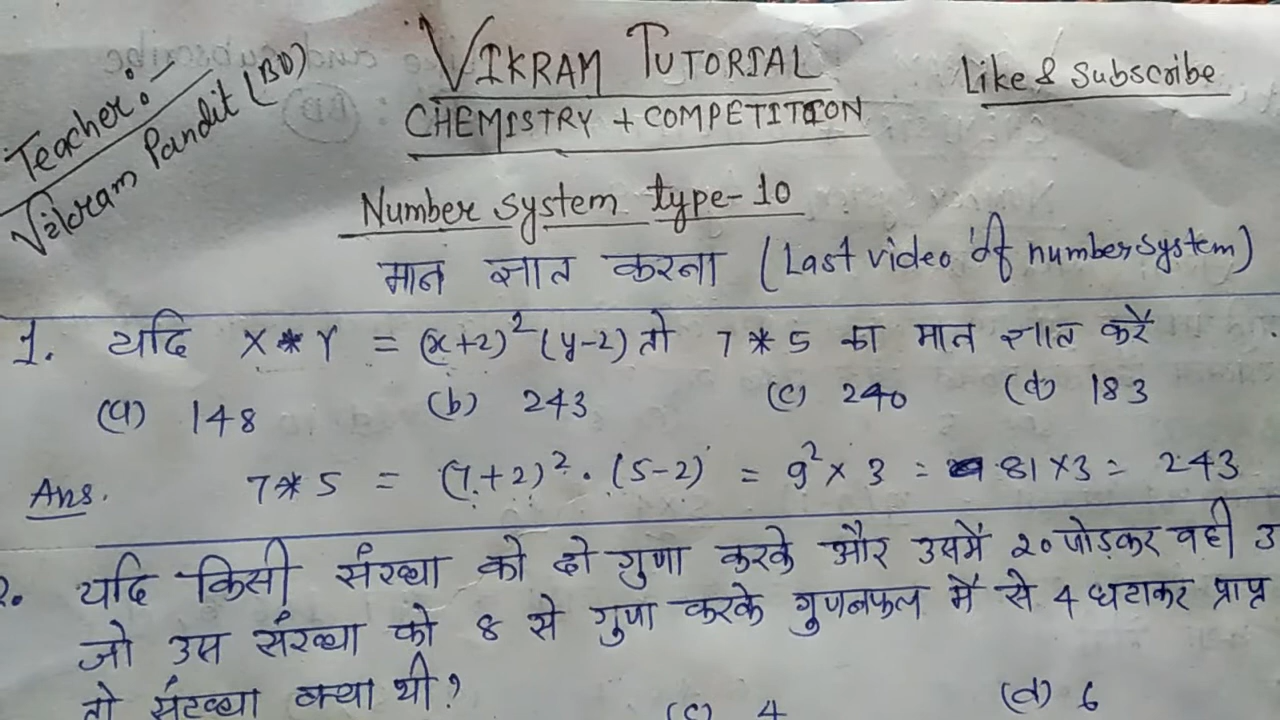 VIKRAM TUTORIAL
Like & Subscribe
Teacher:-
Vikram Pandit (BD)
CHEMISTRY + COMPETITION
Number system type-10
मान ज्ञात करना (Last video of number system)
1. यदि X * Y = (x+2)² (y-2) तो 7 * 5 का मान ज्ञात करें
(a) 148 (b) 243 (c) 240 (d) 183
Ans. 7 * 5 = (7+2)² . (5-2) = 9² × 3 = 81 × 3 = 243
2. यदि किसी संख्या को दो गुणा करके और उसमें 20 जोड़कर वही उ
जो उस संख्या को 8 से गुणा करके गुणनफल में से 4 घटाकर प्राप्त
तो संख्या क्या थी?
(c) 4 (d) 6